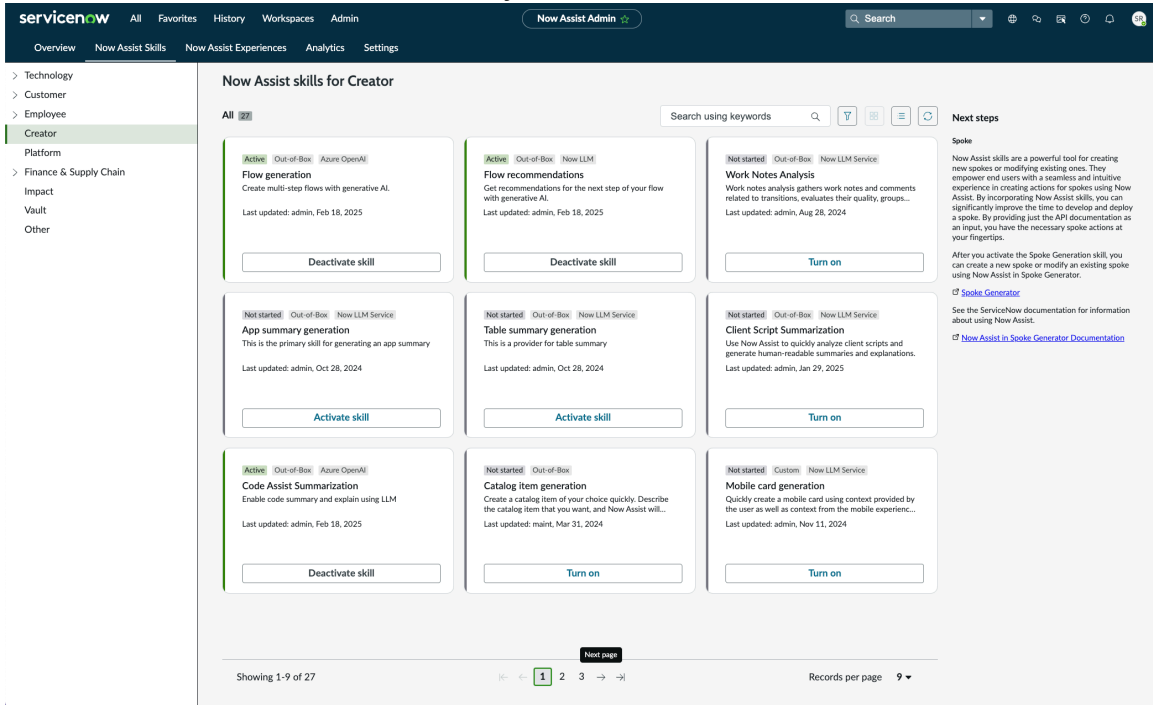 servicenow All Favorites History Workspaces Admin Now Assist Admin Search SR
Overview Now Assist Skills Now Assist Experiences Analytics Settings
Technology
Customer
Employee
Creator
Platform
Finance & Supply Chain
Impact
Vault
Other
Now Assist skills for Creator
All 27
Search using keywords
Active Out-of-Box Azure OpenAI
Flow generation
Create multi-step flows with generative AI.
Last updated: admin, Feb 18, 2025
Deactivate skill
Active Out-of-Box Now LLM
Flow recommendations
Get recommendations for the next step of your flow
with generative AI.
Last updated: admin, Feb 18, 2025
Deactivate skill
Not started Out-of-Box Now LLM Service
Work Notes Analysis
Work notes analysis gathers work notes and comments
related to transitions, evaluates their quality, groups...
Last updated: admin, Aug 28, 2024
Turn on
Not started Out-of-Box Now LLM Service
App summary generation
This is the primary skill for generating an app summary
Last updated: admin, Oct 28, 2024
Activate skill
Not started Out-of-Box Now LLM Service
Table summary generation
This is a provider for table summary
Last updated: admin, Oct 28, 2024
Activate skill
Not started Out-of-Box Now LLM Service
Client Script Summarization
Use Now Assist to quickly analyze client scripts and
generate human-readable summaries and explanations.
Last updated: admin, Jan 29, 2025
Turn on
Active Out-of-Box Azure OpenAI
Code Assist Summarization
Enable code summary and explain using LLM
Last updated: admin, Feb 18, 2025
Deactivate skill
Not started Out-of-Box
Catalog item generation
Create a catalog item of your choice quickly. Describe
the catalog item that you want, and Now Assist will...
Last updated: maint, Mar 31, 2024
Turn on
Not started Custom Now LLM Service
Mobile card generation
Quickly create a mobile card using context provided by
the user as well as context from the mobile experienc...
Last updated: admin, Nov 11, 2024
Turn on
Next page
Showing 1-9 of 27
1 2 3
Records per page 9
Next steps
Spoke
Now Assist skills are a powerful tool for creating
new spokes or modifying existing ones. They
empower end users with a seamless and intuitive
experience in creating actions for spokes using Now
Assist. By incorporating Now Assist skills, you can
significantly improve the time to develop and deploy
a spoke. By providing just the API documentation as
an input, you have the necessary spoke actions at
your fingertips.
After you activate the Spoke Generation skill, you
can create a new spoke or modify an existing spoke
using Now Assist in Spoke Generator.
Spoke Generator
See the ServiceNow documentation for information
about using Now Assist.
Now Assist in Spoke Generator Documentation